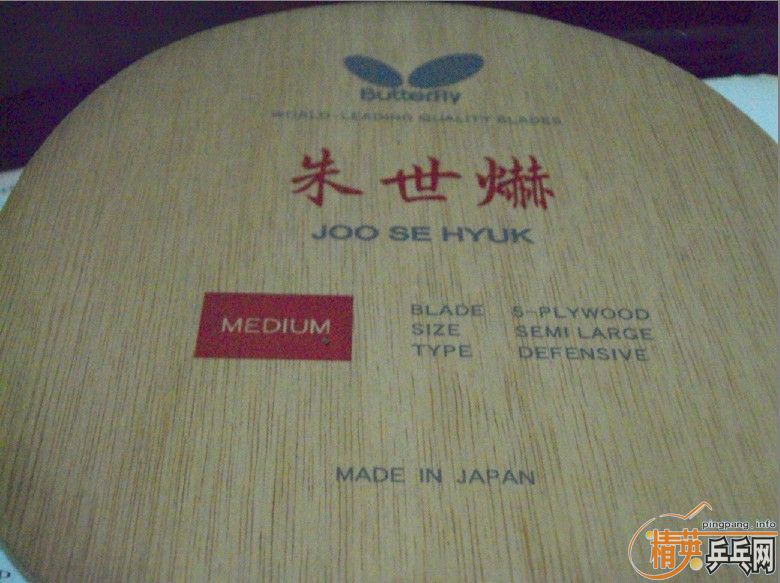 Butterfly
WORLD-LEADING QUALITY BLADES
朱世爀
JOO SE HYUK
MEDIUM
BLADE 5-PLYWOOD
SIZE SEMI LARGE
TYPE DEFENSIVE
MADE IN JAPAN
pingpang.info
精英乒乓网